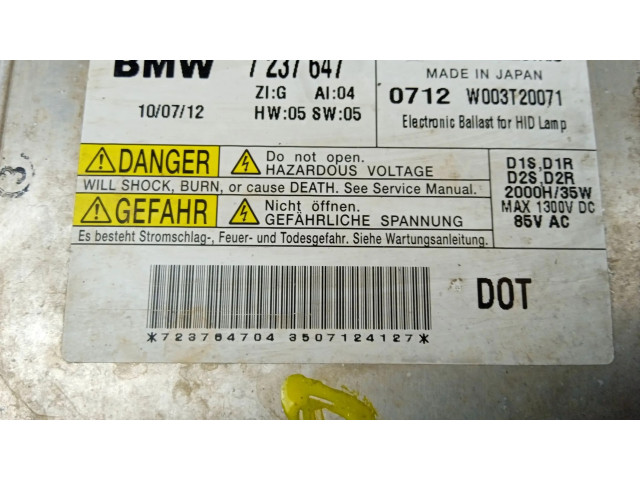 BMW 7 237 647
ZI:G AI:04
10/07/12 HW:05 SW:05
MADE IN JAPAN
0712 W003T20071
Electronic Ballast for HID Lamp
DANGER Do not open.
HAZARDOUS VOLTAGE
WILL SHOCK, BURN, or cause DEATH. See Service Manual.
GEFAHR Nicht öffnen.
GEFÄHRLICHE SPANNUNG
Es besteht Stromschlag-, Feuer- und Todesgefahr. Siehe Wartungsanleitung.
D1S,D1R
D2S,D2R
2000H/35W
MAX 1300V DC
85V AC
DOT
*723764704 3507124127*
3